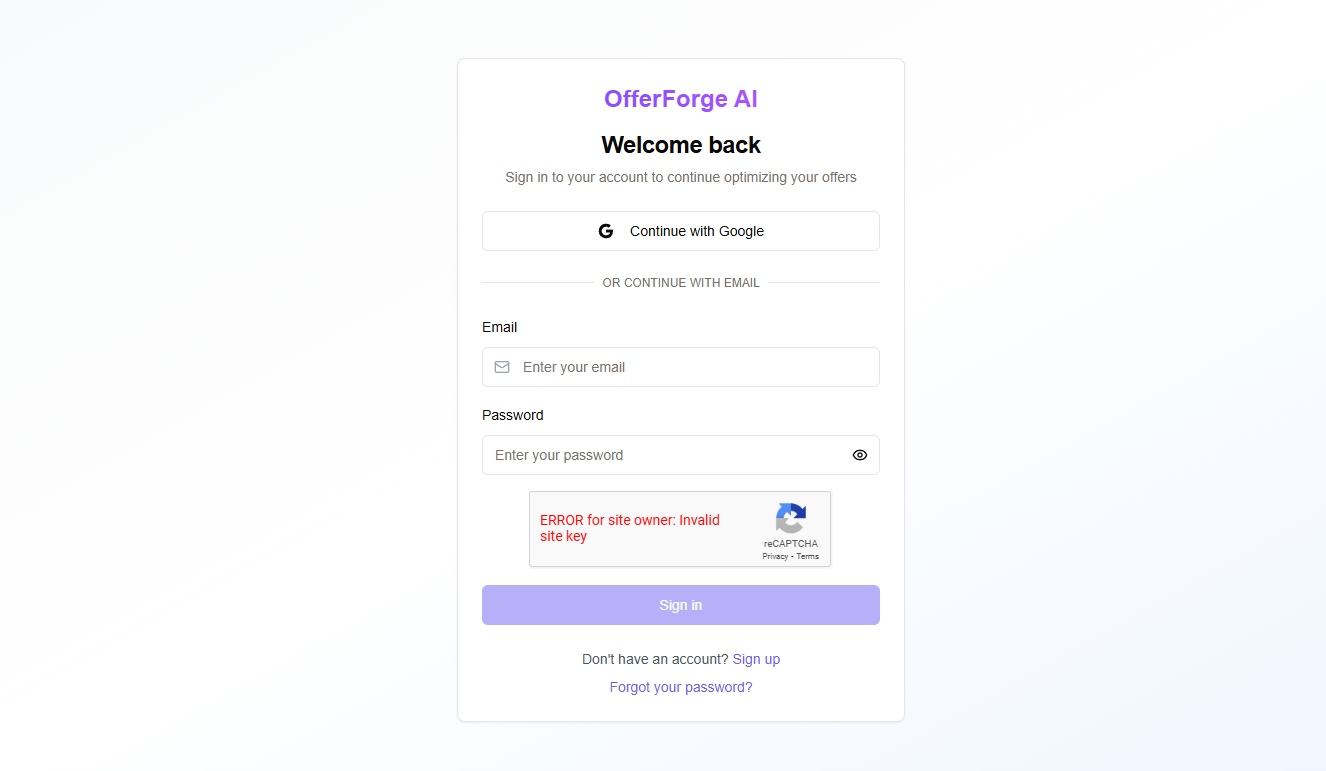 OfferForge AI
Welcome back
Sign in to your account to continue optimizing your offers
Continue with Google
OR CONTINUE WITH EMAIL
Email
Enter your email
Password
Enter your password
ERROR for site owner: Invalid
site key
reCAPTCHA
Privacy - Terms
Sign in
Don't have an account? Sign up
Forgot your password?